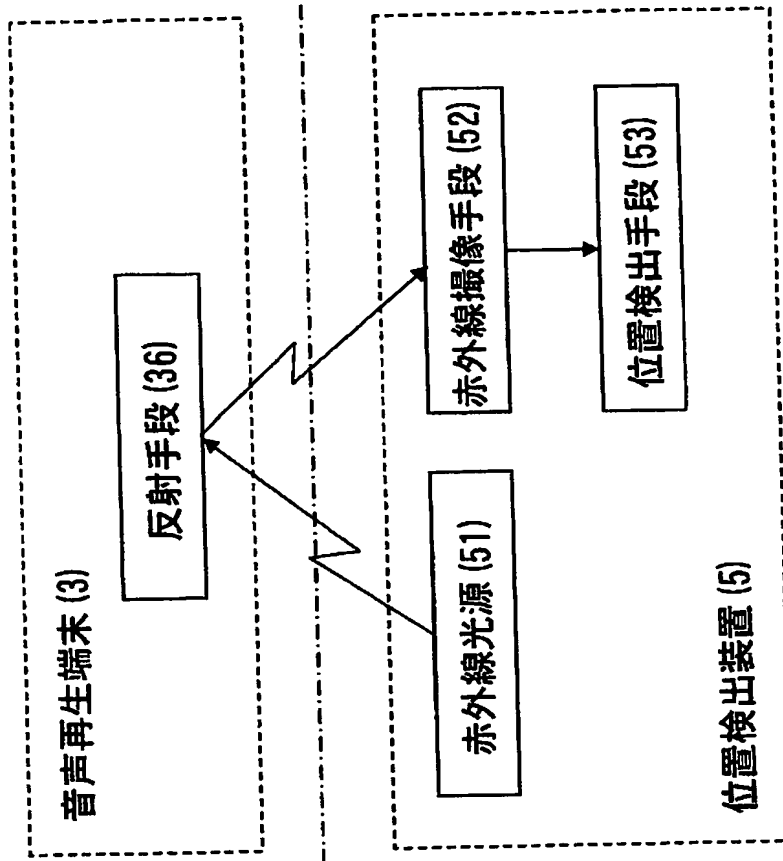 音声再生端末(3)
反射手段(36)
赤外線光源(51)
赤外線撮像手段(52)
位置検出手段(53)
位置検出装置(5)